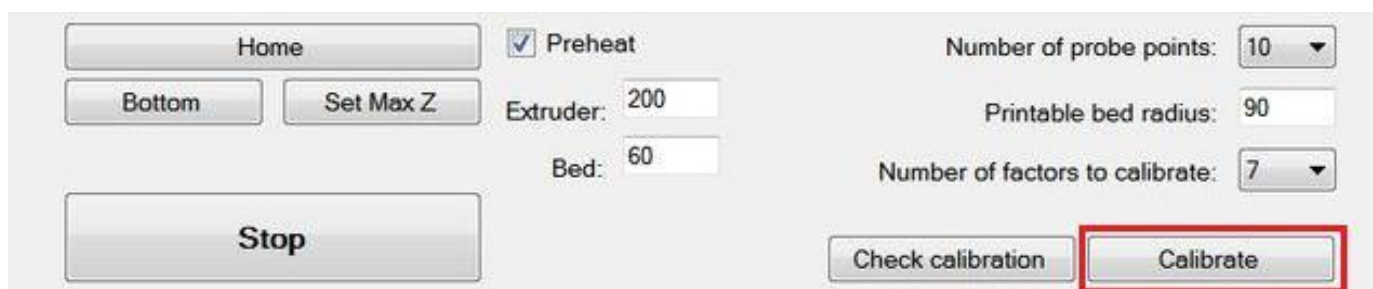 Home
Bottom
Set Max Z
Stop
Preheat
Extruder: 200
Bed: 60
Number of probe points: 10
Printable bed radius: 90
Number of factors to calibrate: 7
Check calibration
Calibrate